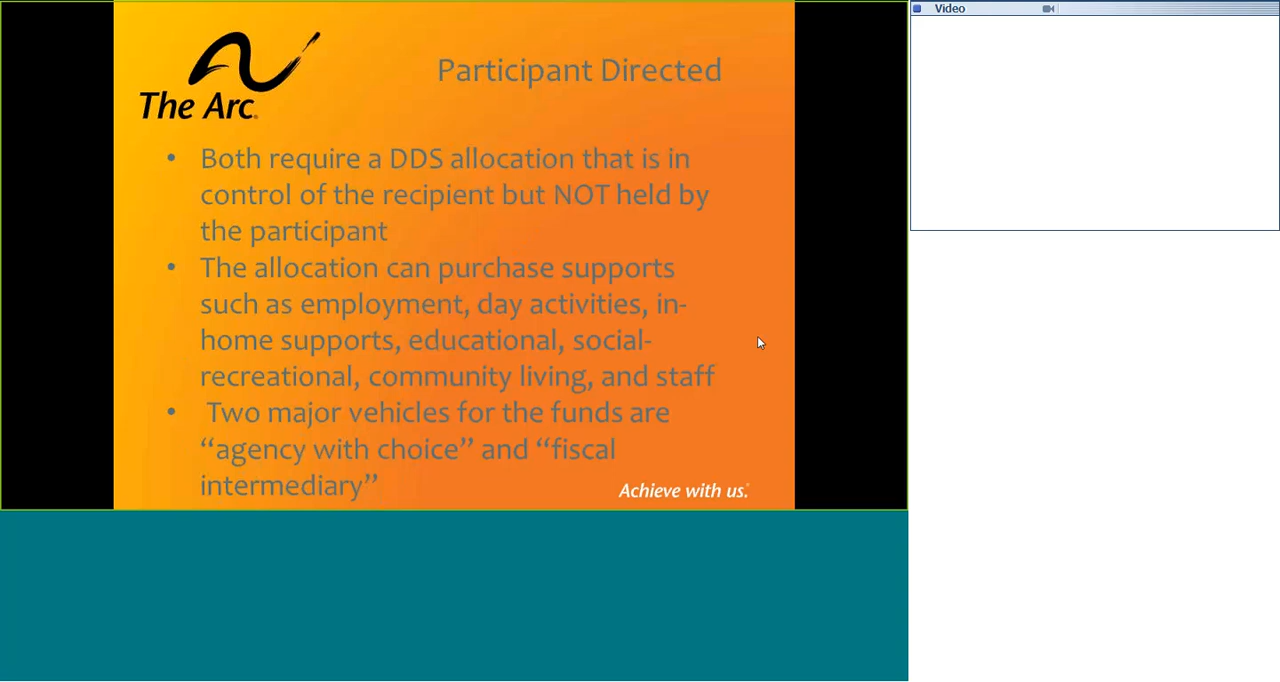 Video
The Arc®
Participant Directed
• Both require a DDS allocation that is in
control of the recipient but NOT held by
the participant
• The allocation can purchase supports
such as employment, day activities, in-
home supports, educational, social-
recreational, community living, and staff
• Two major vehicles for the funds are
“agency with choice” and “fiscal
intermediary”
Achieve with us.®